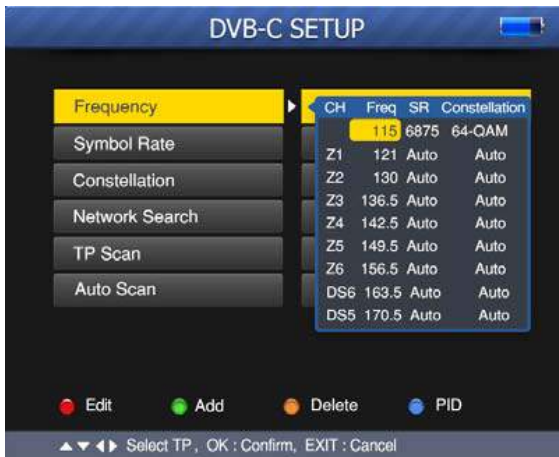 DVB-C SETUP
Frequency
Symbol Rate
Constellation
Network Search
TP Scan
Auto Scan
CH Freq SR Constellation
115 6875 64-QAM
Z1 121 Auto Auto
Z2 130 Auto Auto
Z3 136.5 Auto Auto
Z4 142.5 Auto Auto
Z5 149.5 Auto Auto
Z6 156.5 Auto Auto
DS6 163.5 Auto Auto
DS5 170.5 Auto Auto
Edit Add Delete PID
Select TP, OK : Confirm, EXIT : Cancel